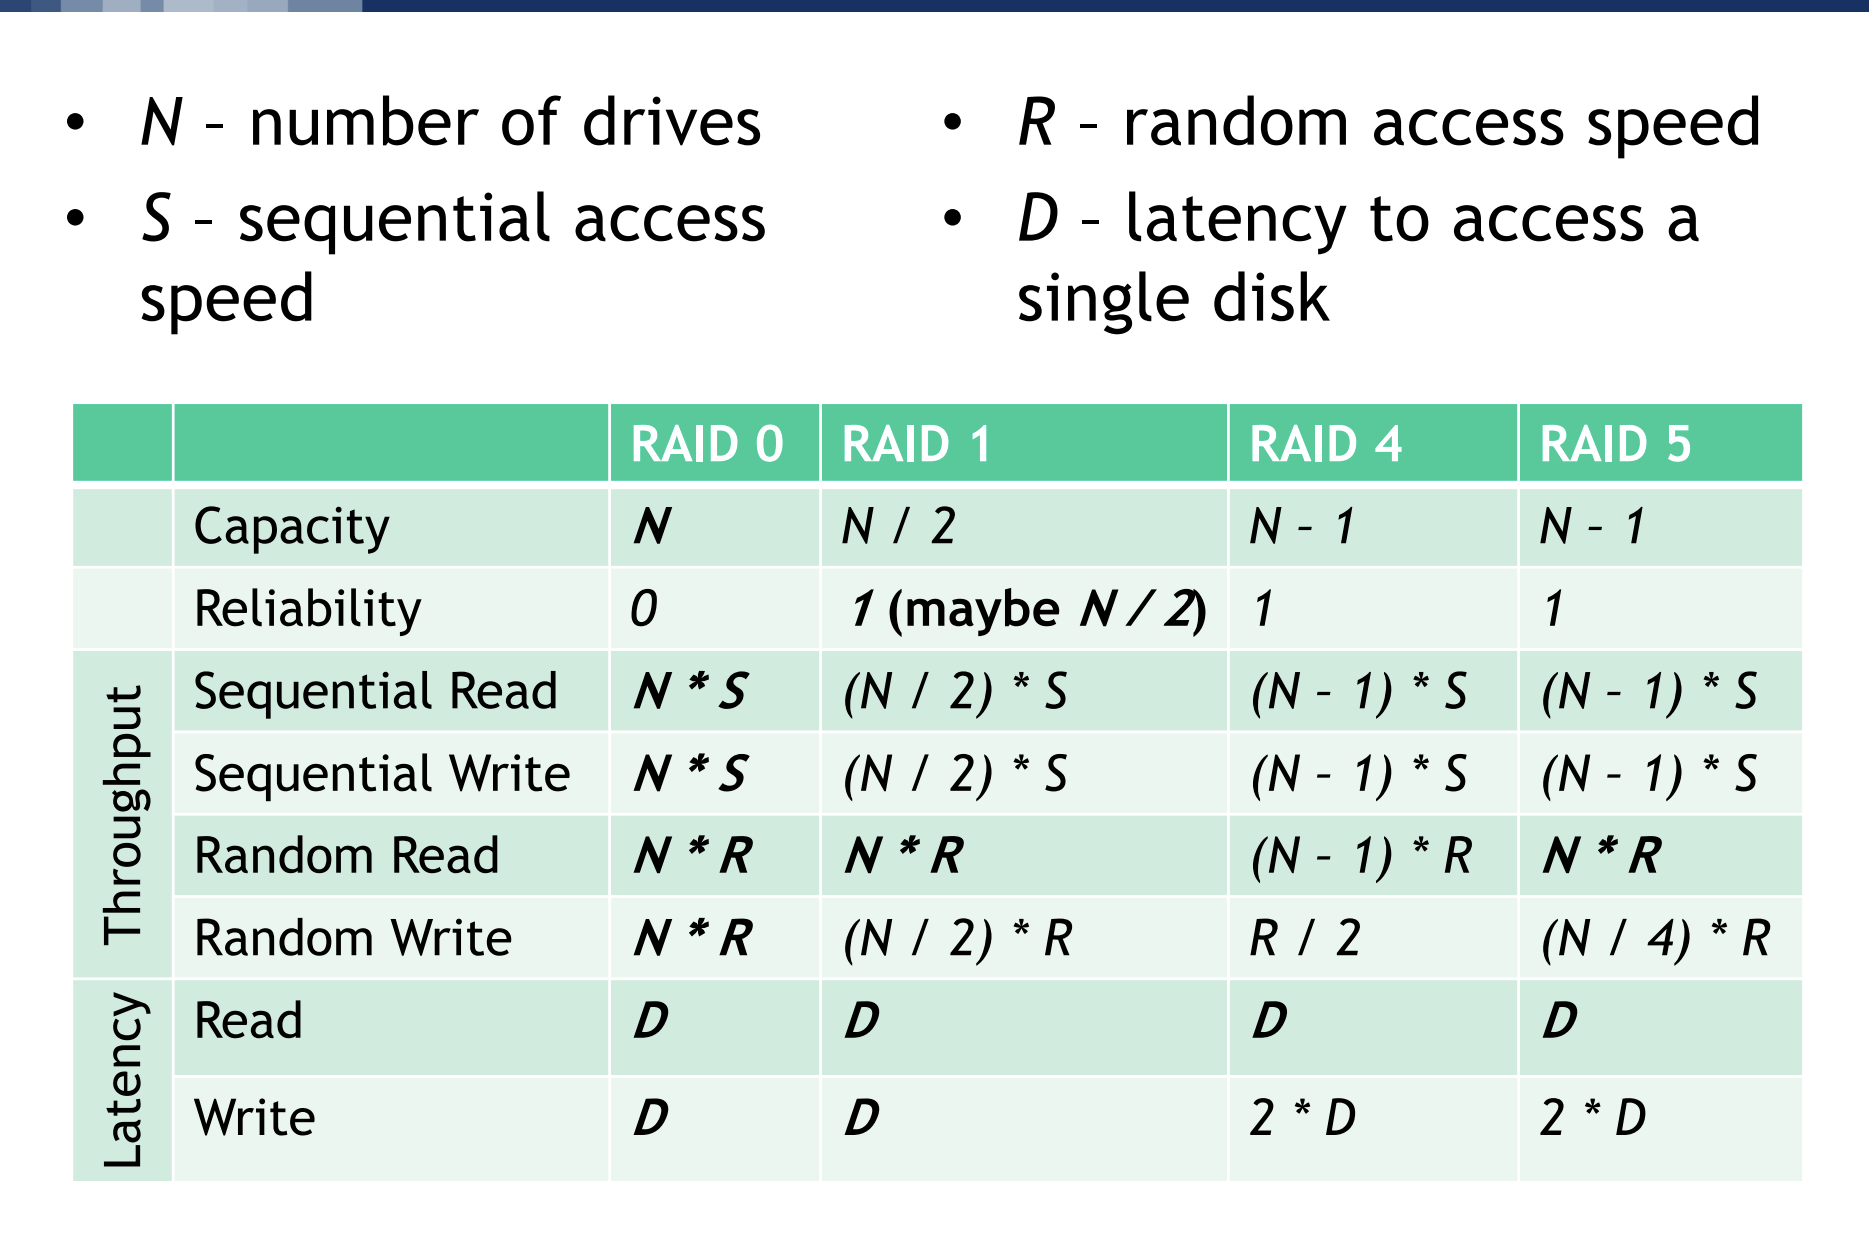 • N – number of drives
• S – sequential access
speed
• R – random access speed
• D – latency to access a
single disk
RAID 0 RAID 1 RAID 4 RAID 5
Capacity N N / 2 N – 1 N – 1
Reliability 0 1 (maybe N / 2) 1 1
Throughput
Sequential Read N * S (N / 2) * S (N – 1) * S (N – 1) * S
Sequential Write N * S (N / 2) * S (N – 1) * S (N – 1) * S
Random Read N * R N * R (N – 1) * R N * R
Random Write N * R (N / 2) * R R / 2 (N / 4) * R
Latency
Read D D D D
Write D D 2 * D 2 * D